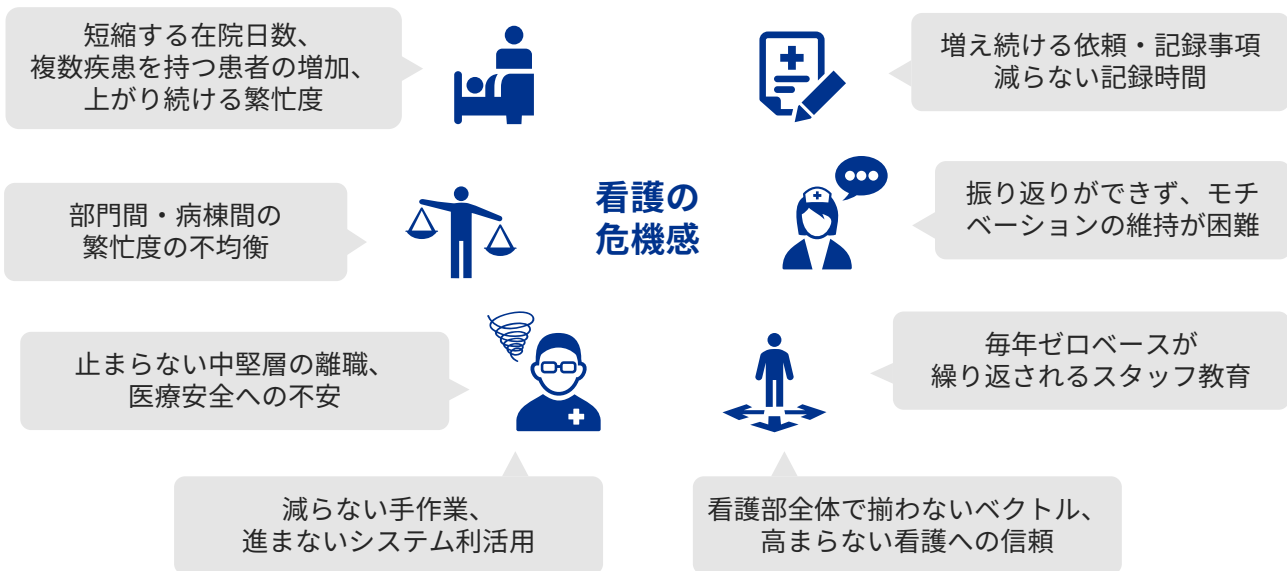 短縮する在院日数、
複数疾患を持つ患者の増加、
上がり続ける繁忙度
増え続ける依頼・記録事項
減らない記録時間
部門間・病棟間の
繁忙度の不均衡
看護の
危機感
振り返りができず、モチ
ベーションの維持が困難
止まらない中堅層の離職、
医療安全への不安
毎年ゼロベースが
繰り返されるスタッフ教育
減らない手作業、
進まないシステム利活用
看護部全体で揃わないベクトル、
高まらない看護への信頼